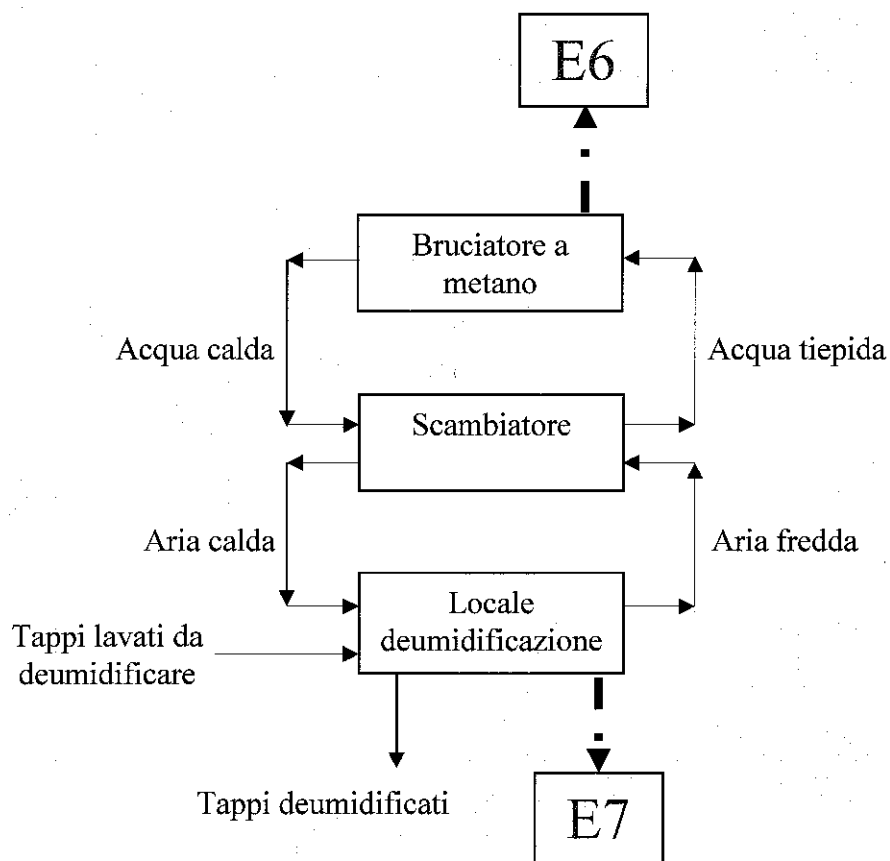 E6
Bruciatore a
metano
Acqua calda
Acqua tiepida
Scambiatore
Aria calda
Aria fredda
Locale
deumidificazione
Tappi lavati da
deumidificare
Tappi deumidificati
E7